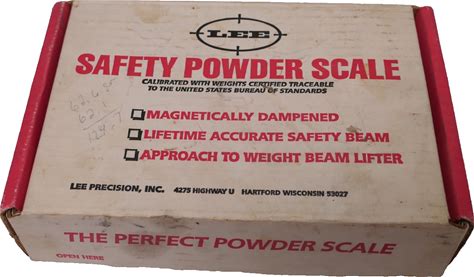 LEE
SAFETY POWDER SCALE
CALIBRATED WITH WEIGHTS CERTIFIED TRACEABLE
TO THE UNITED STATES BUREAU OF STANDARDS
MAGNETICALLY DAMPENED
LIFETIME ACCURATE SAFETY BEAM
APPROACH TO WEIGHT BEAM LIFTER
LEE PRECISION, INC. 4275 HIGHWAY U HARTFORD WISCONSIN 53027
THE PERFECT POWDER SCALE
OPEN HERE